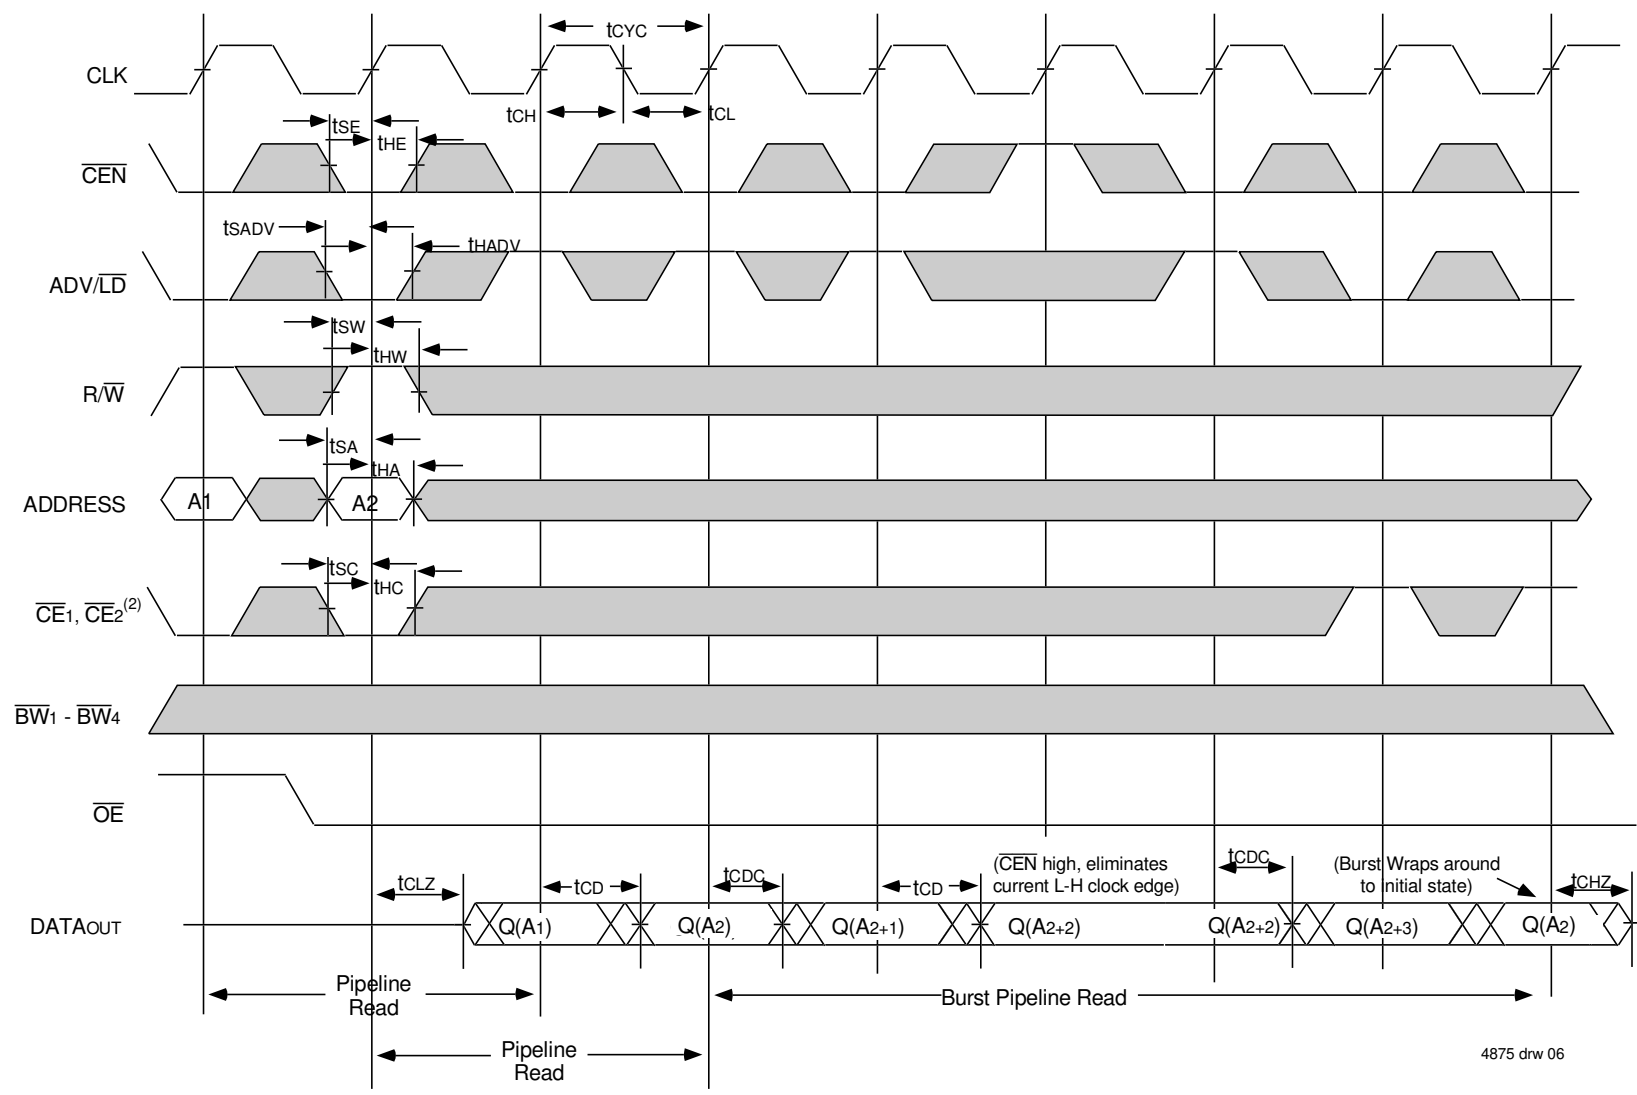 tCYC
CLK
tCH
tCL
tSE
tHE
CEN
tSADV
tHADV
ADV/LD
tSW
tHW
R/W
tSA
tHA
ADDRESS
A1
A2
tSC
tHC
CE1, CE2(2)
BW1 - BW4
OE
(CEN high, eliminates
current L-H clock edge)
(Burst Wraps around
to initial state)
tCLZ
tCD
tCDC
tCD
tCDC
tCHZ
DATAOUT
Q(A1)
Q(A2)
Q(A2+1)
Q(A2+2)
Q(A2+2)
Q(A2+3)
Q(A2)
Pipeline
Read
Burst Pipeline Read
Pipeline
Read
4875 drw 06